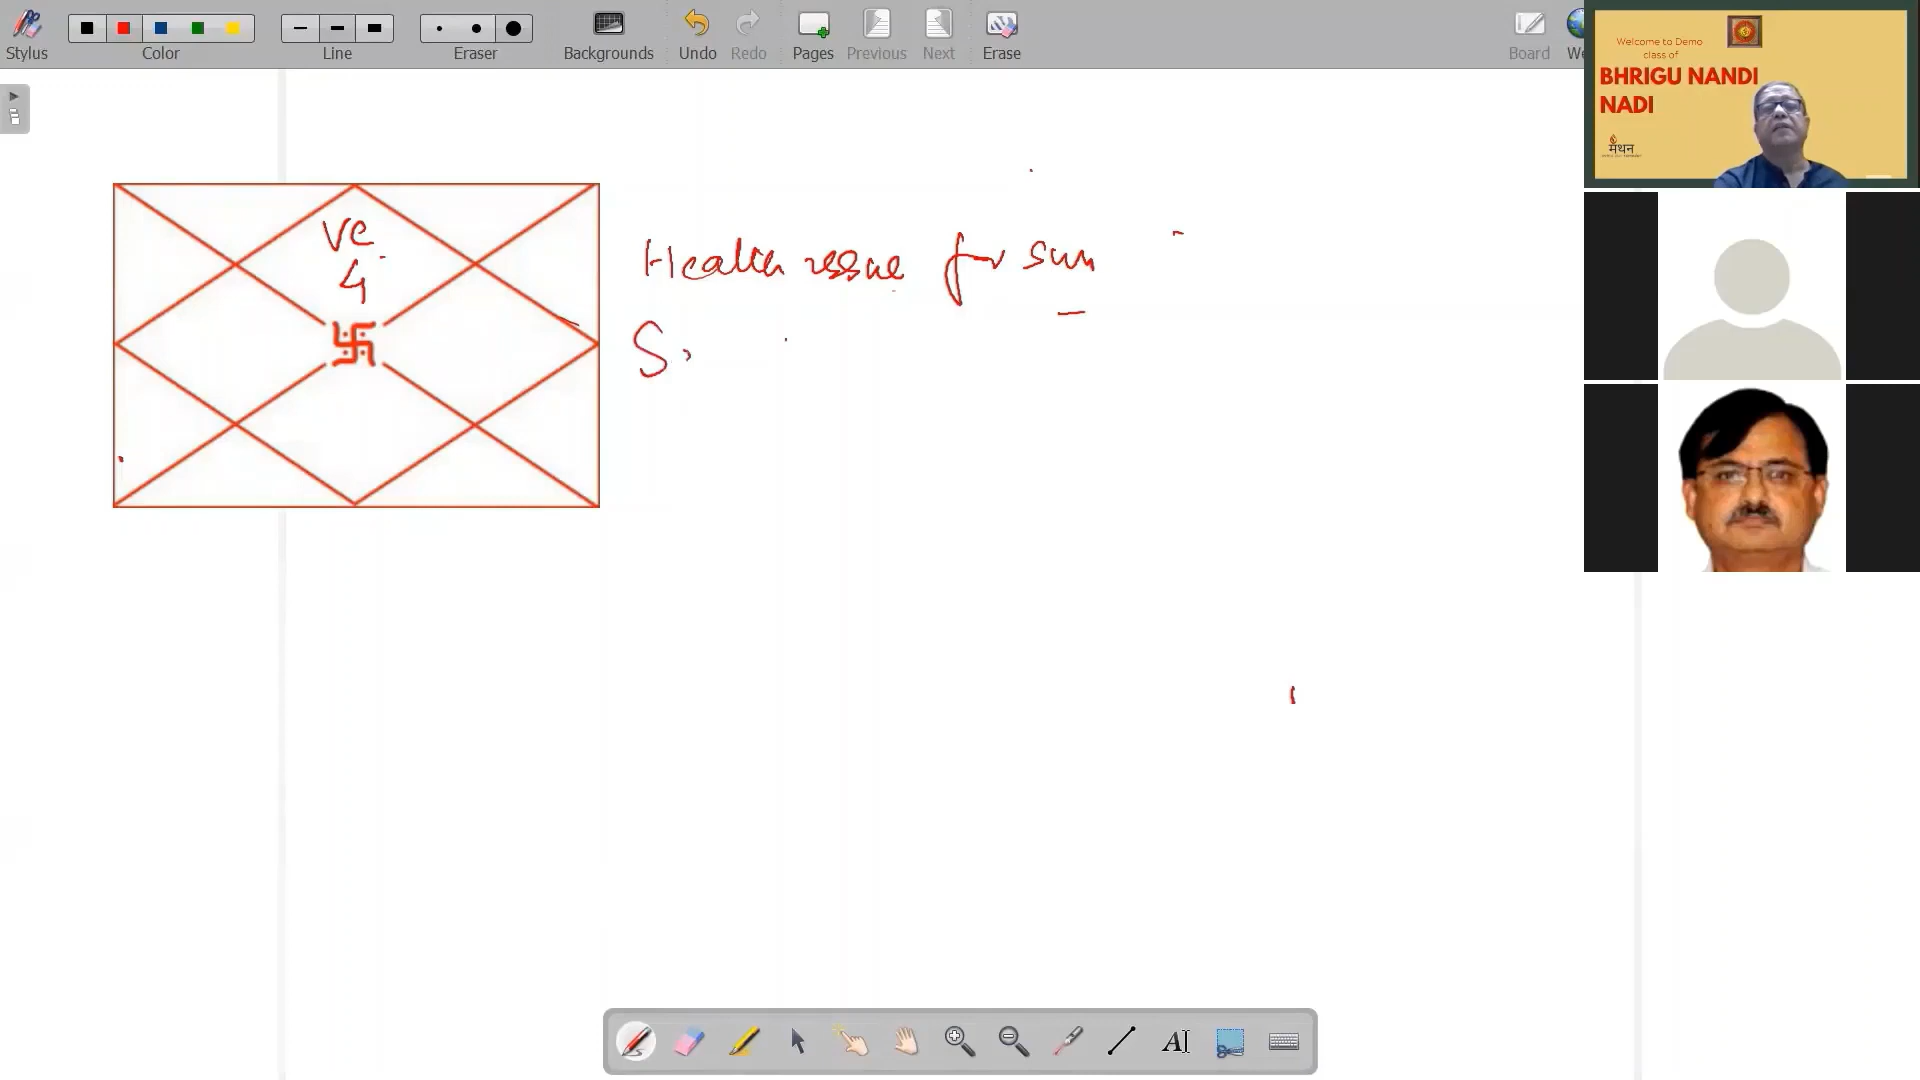 Stylus Color Line Eraser Backgrounds Undo Redo Pages Previous Next Erase Board We
Welcome to Demo
class of
BHRIGU NANDI
NADI
मंथन
Ve
4
Health issue for sun
S